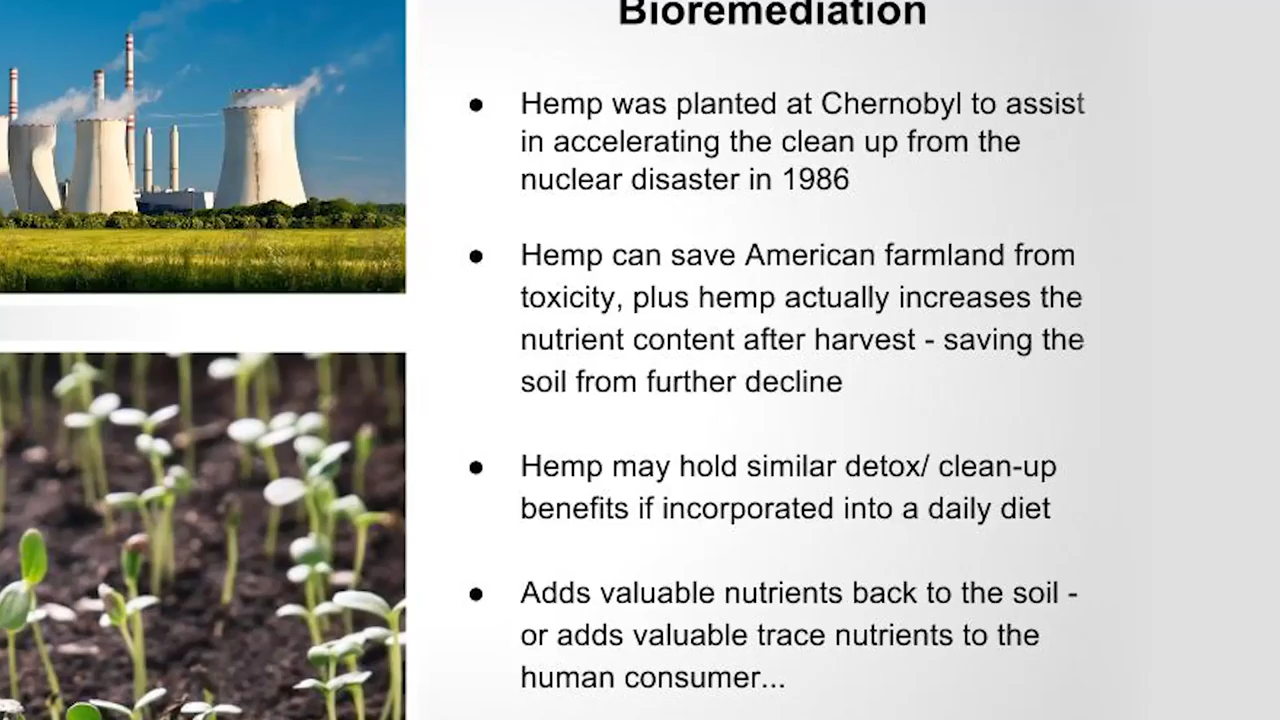 Bioremediation
● Hemp was planted at Chernobyl to assist
in accelerating the clean up from the
nuclear disaster in 1986
● Hemp can save American farmland from
toxicity, plus hemp actually increases the
nutrient content after harvest - saving the
soil from further decline
● Hemp may hold similar detox/ clean-up
benefits if incorporated into a daily diet
● Adds valuable nutrients back to the soil -
or adds valuable trace nutrients to the
human consumer...